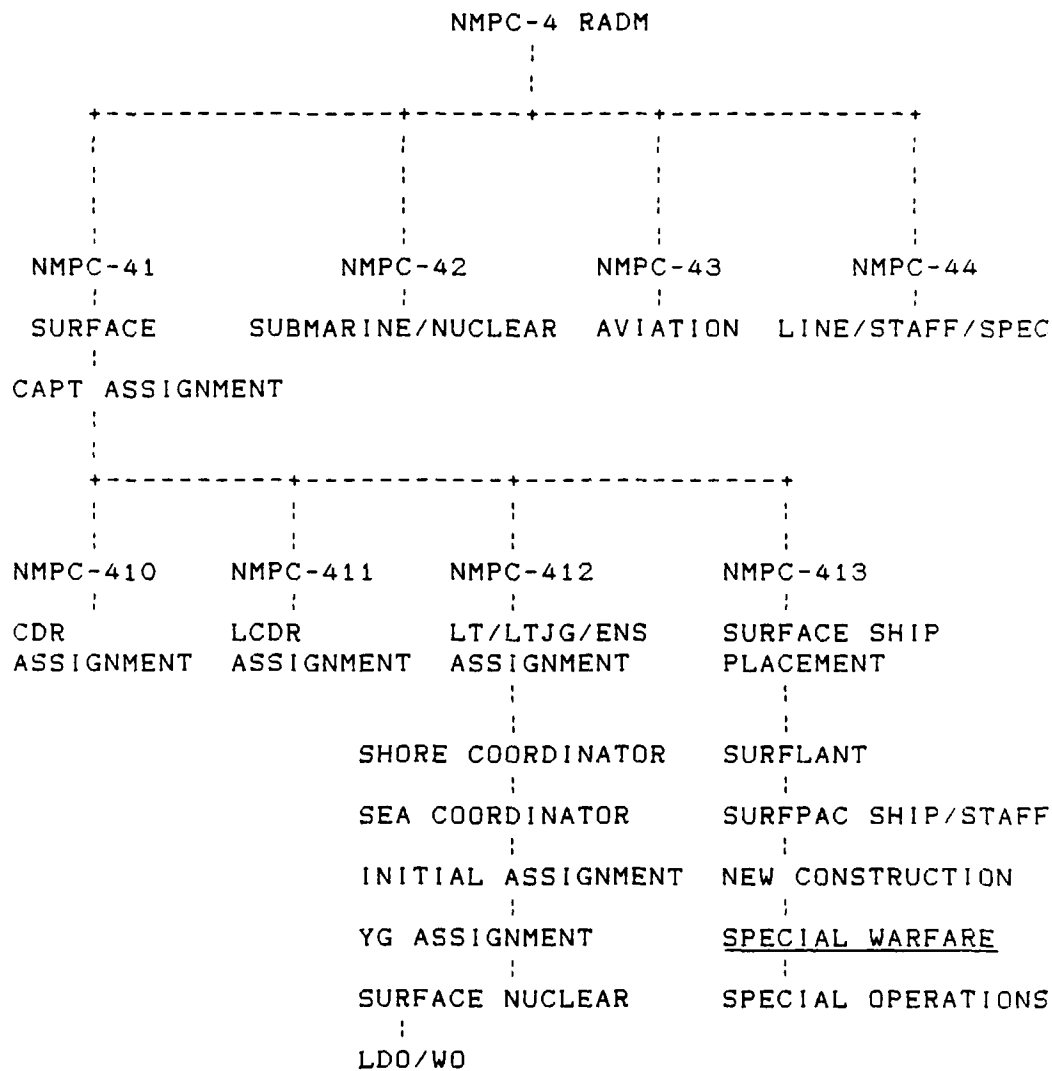 NMPC-4 RADM
NMPC-41 NMPC-42 NMPC-43 NMPC-44
SURFACE SUBMARINE/NUCLEAR AVIATION LINE/STAFF/SPEC
CAPT ASSIGNMENT
NMPC-410 NMPC-411 NMPC-412 NMPC-413
CDR LCDR LT/LTJG/ENS SURFACE SHIP
ASSIGNMENT ASSIGNMENT ASSIGNMENT PLACEMENT
SHORE COORDINATOR SURFLANT
SEA COORDINATOR SURFPAC SHIP/STAFF
INITIAL ASSIGNMENT NEW CONSTRUCTION
YG ASSIGNMENT SPECIAL WARFARE
SURFACE NUCLEAR SPECIAL OPERATIONS
LDO/WO